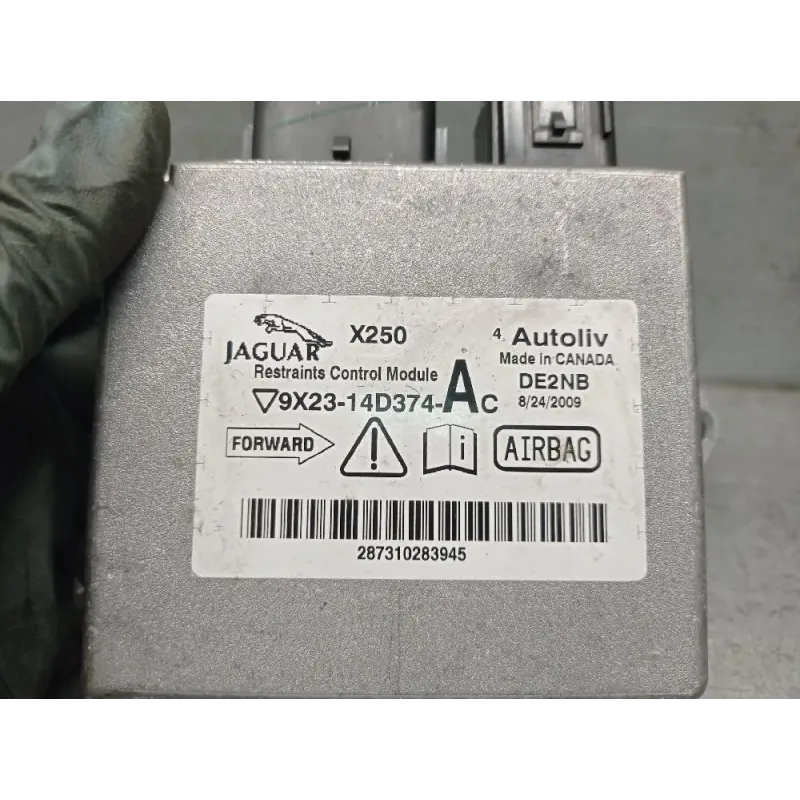 JAGUAR X250 4 Autoliv
Made in CANADA
Restraints Control Module DE2NB
9X23-14D374-AC 8/24/2009
FORWARD i AIRBAG
287310283945